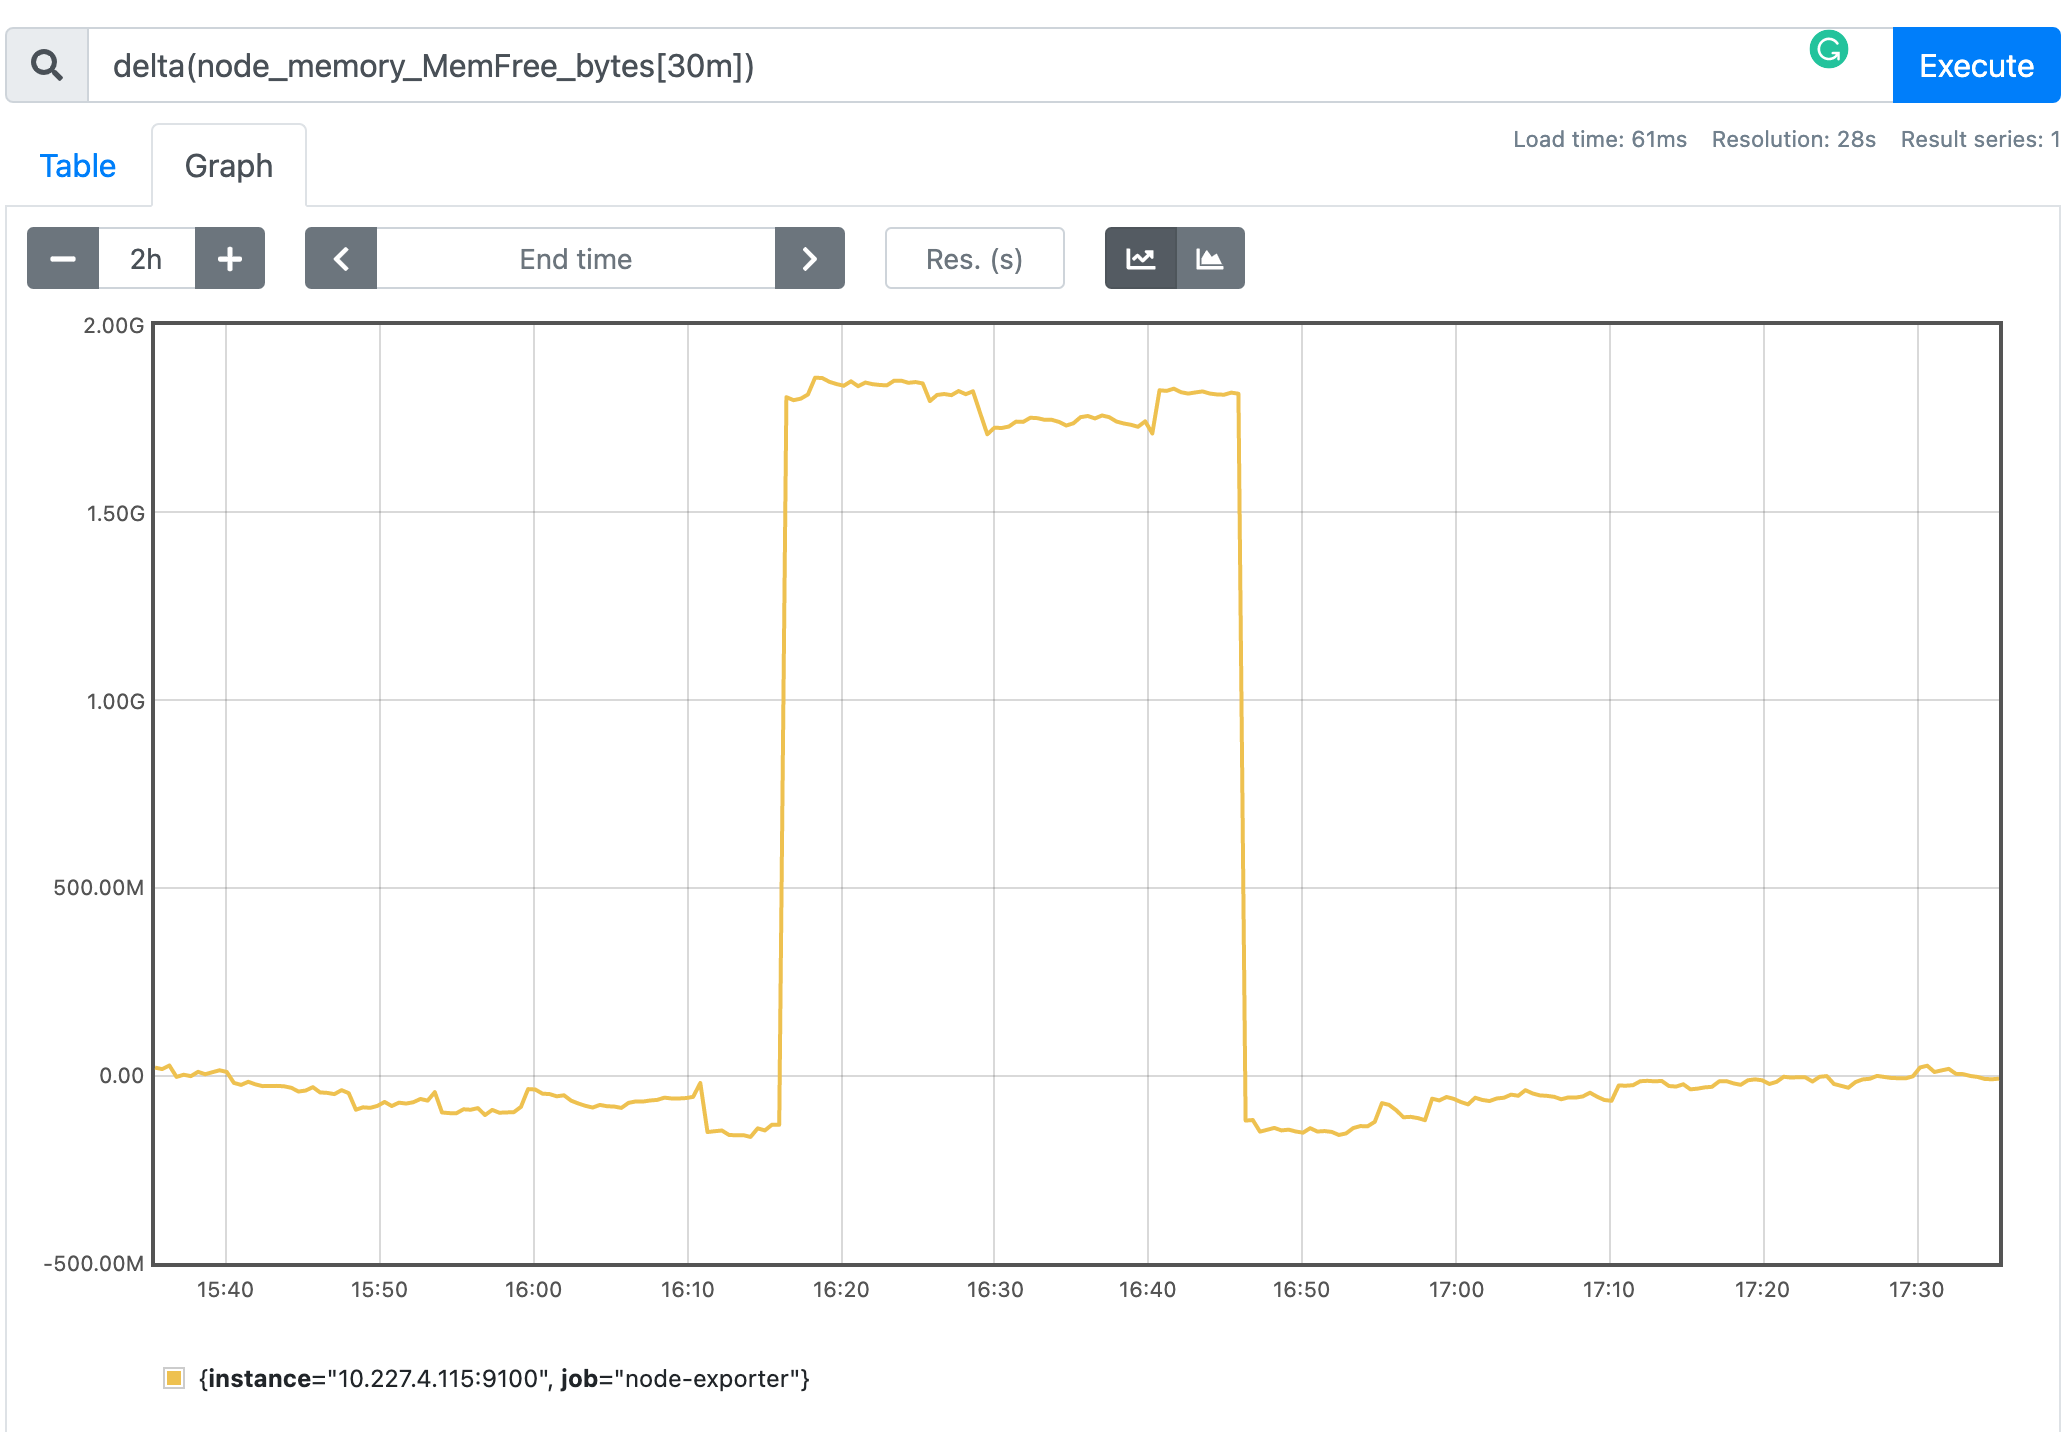 delta(node_memory_MemFree_bytes[30m])
Execute
Load time: 61ms Resolution: 28s Result series: 1
Table
Graph
2h
End time
Res. (s)
2.00G
1.50G
1.00G
500.00M
0.00
-500.00M
15:40 15:50 16:00 16:10 16:20 16:30 16:40 16:50 17:00 17:10 17:20 17:30
{instance="10.227.4.115:9100", job="node-exporter"}